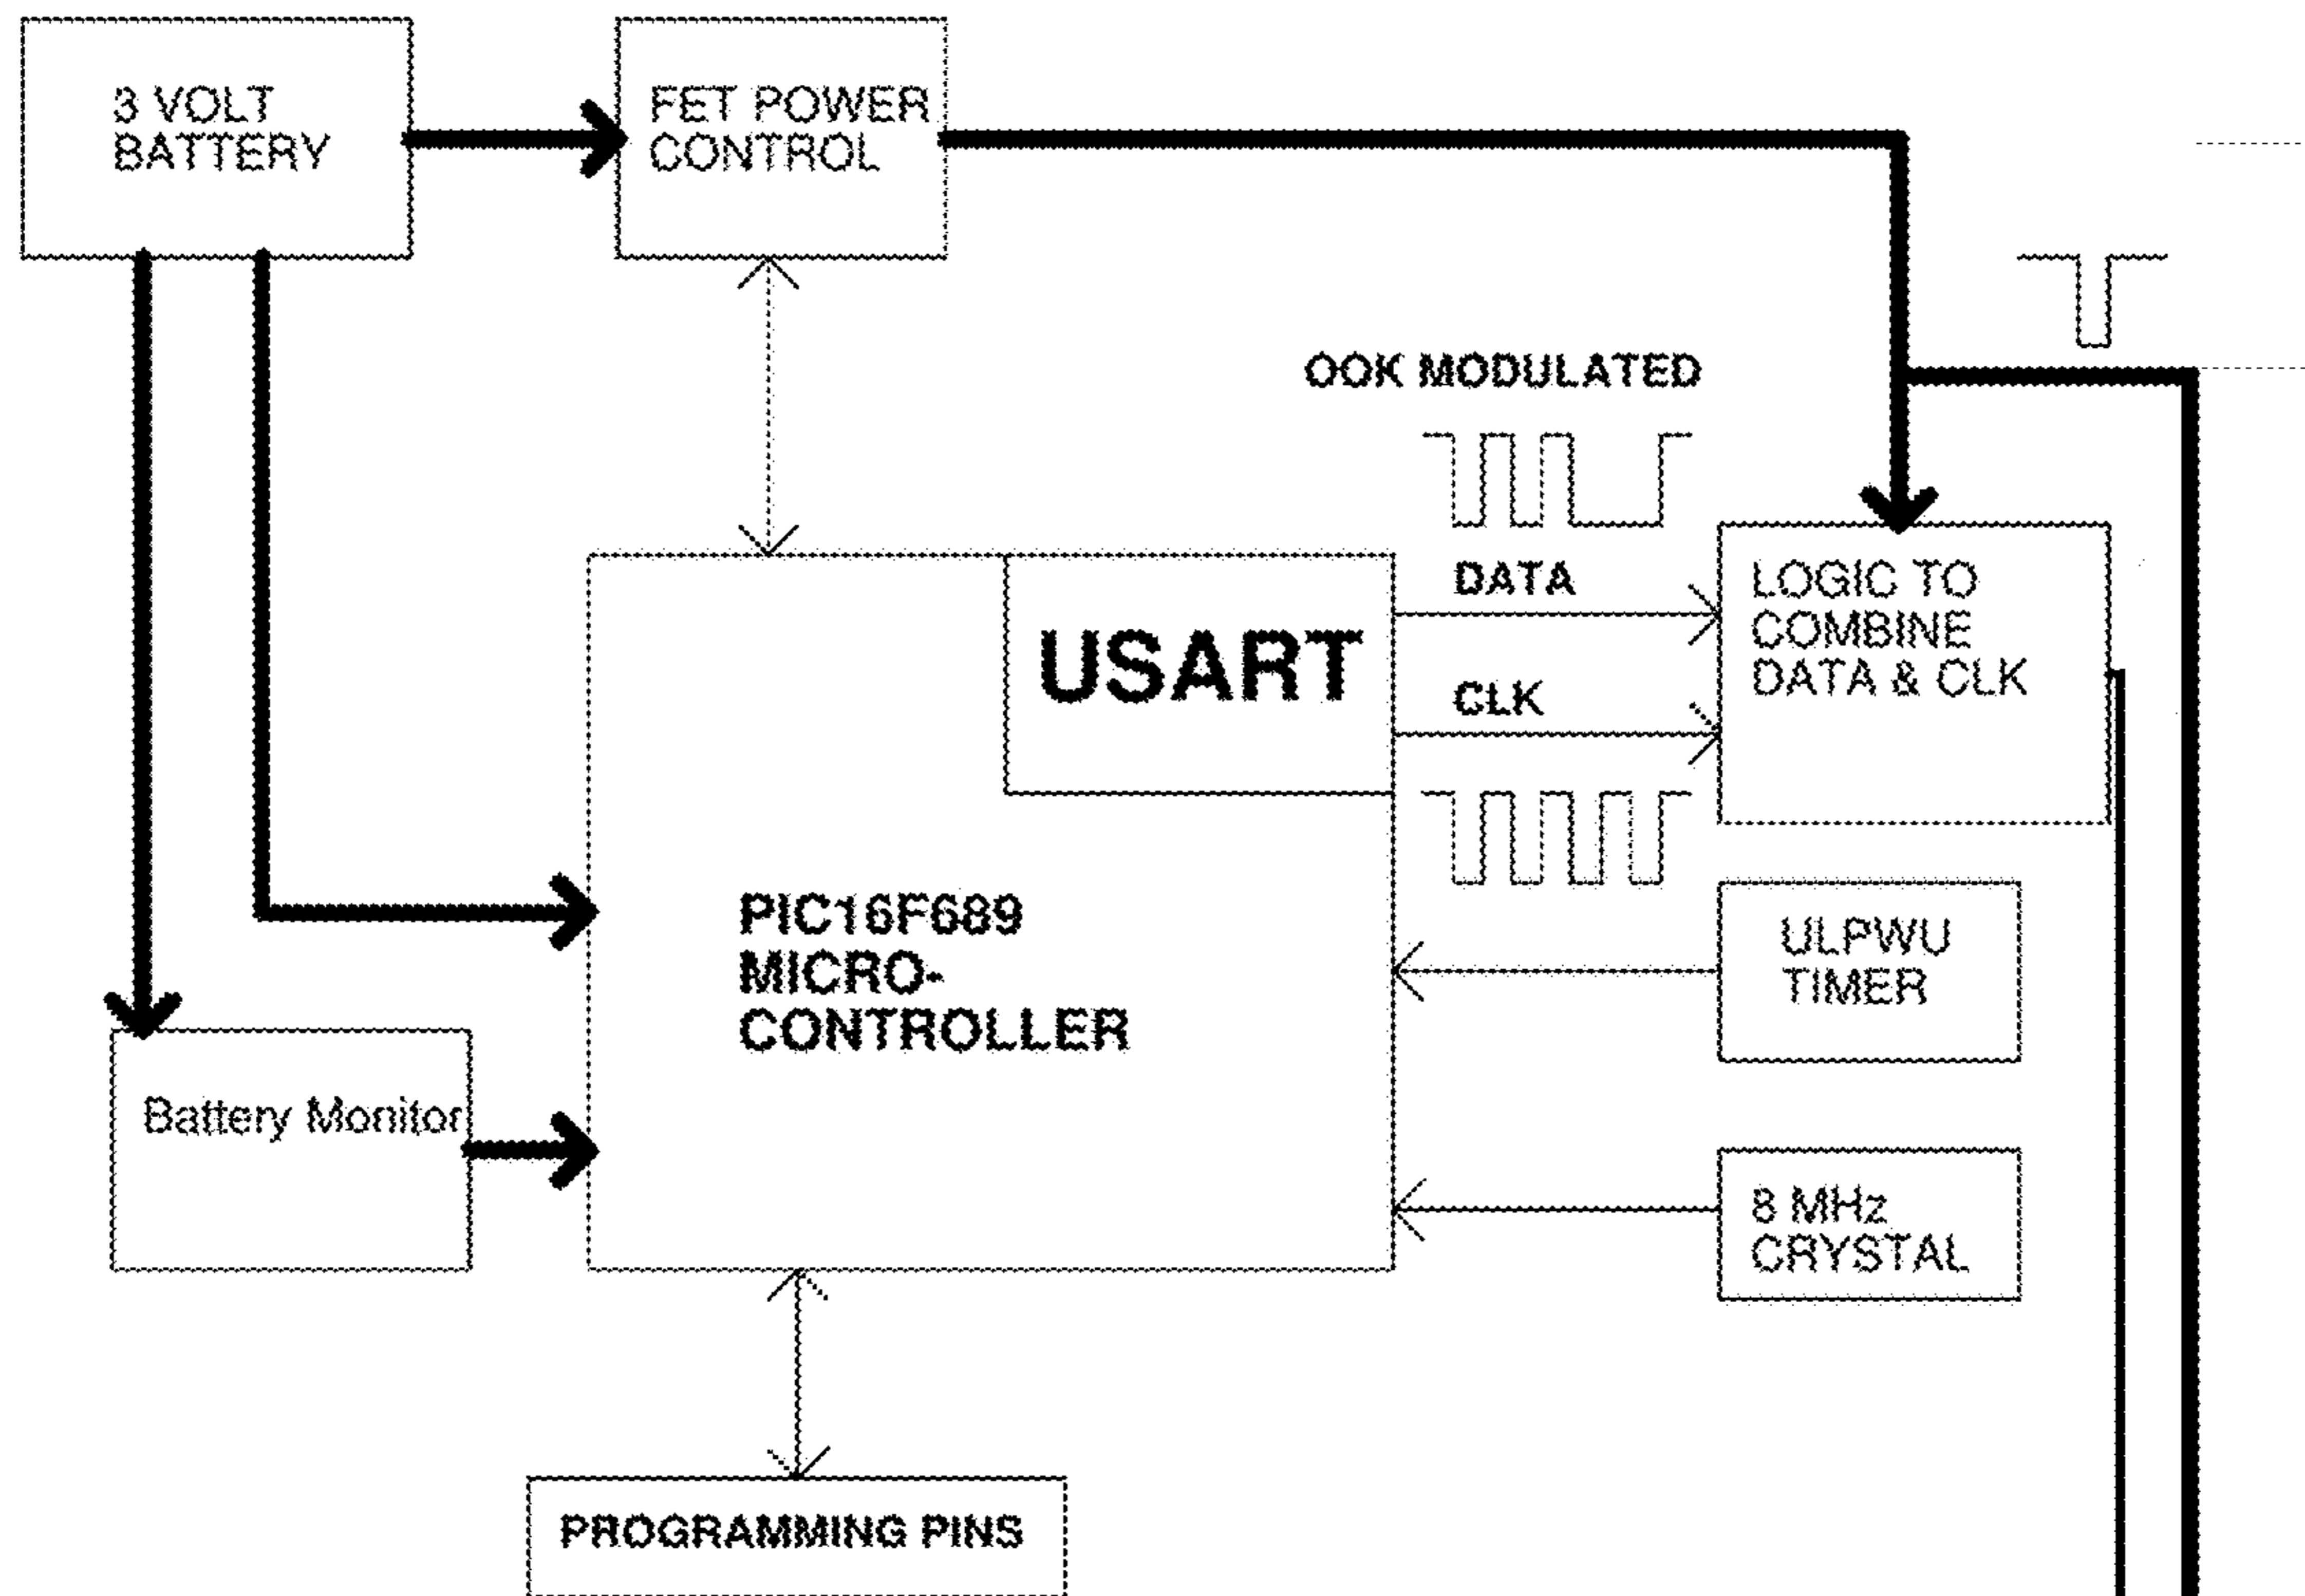 3 VOLT
BATTERY
FET POWER
CONTROL
OOK MODULATED
DATA
USART
CLK
LOGIC TO
COMBINE
DATA & CLK
PIC16F689
MICRO-
CONTROLLER
ULPWU
TIMER
Battery Monitor
8 MHz
CRYSTAL
PROGRAMMING PINS